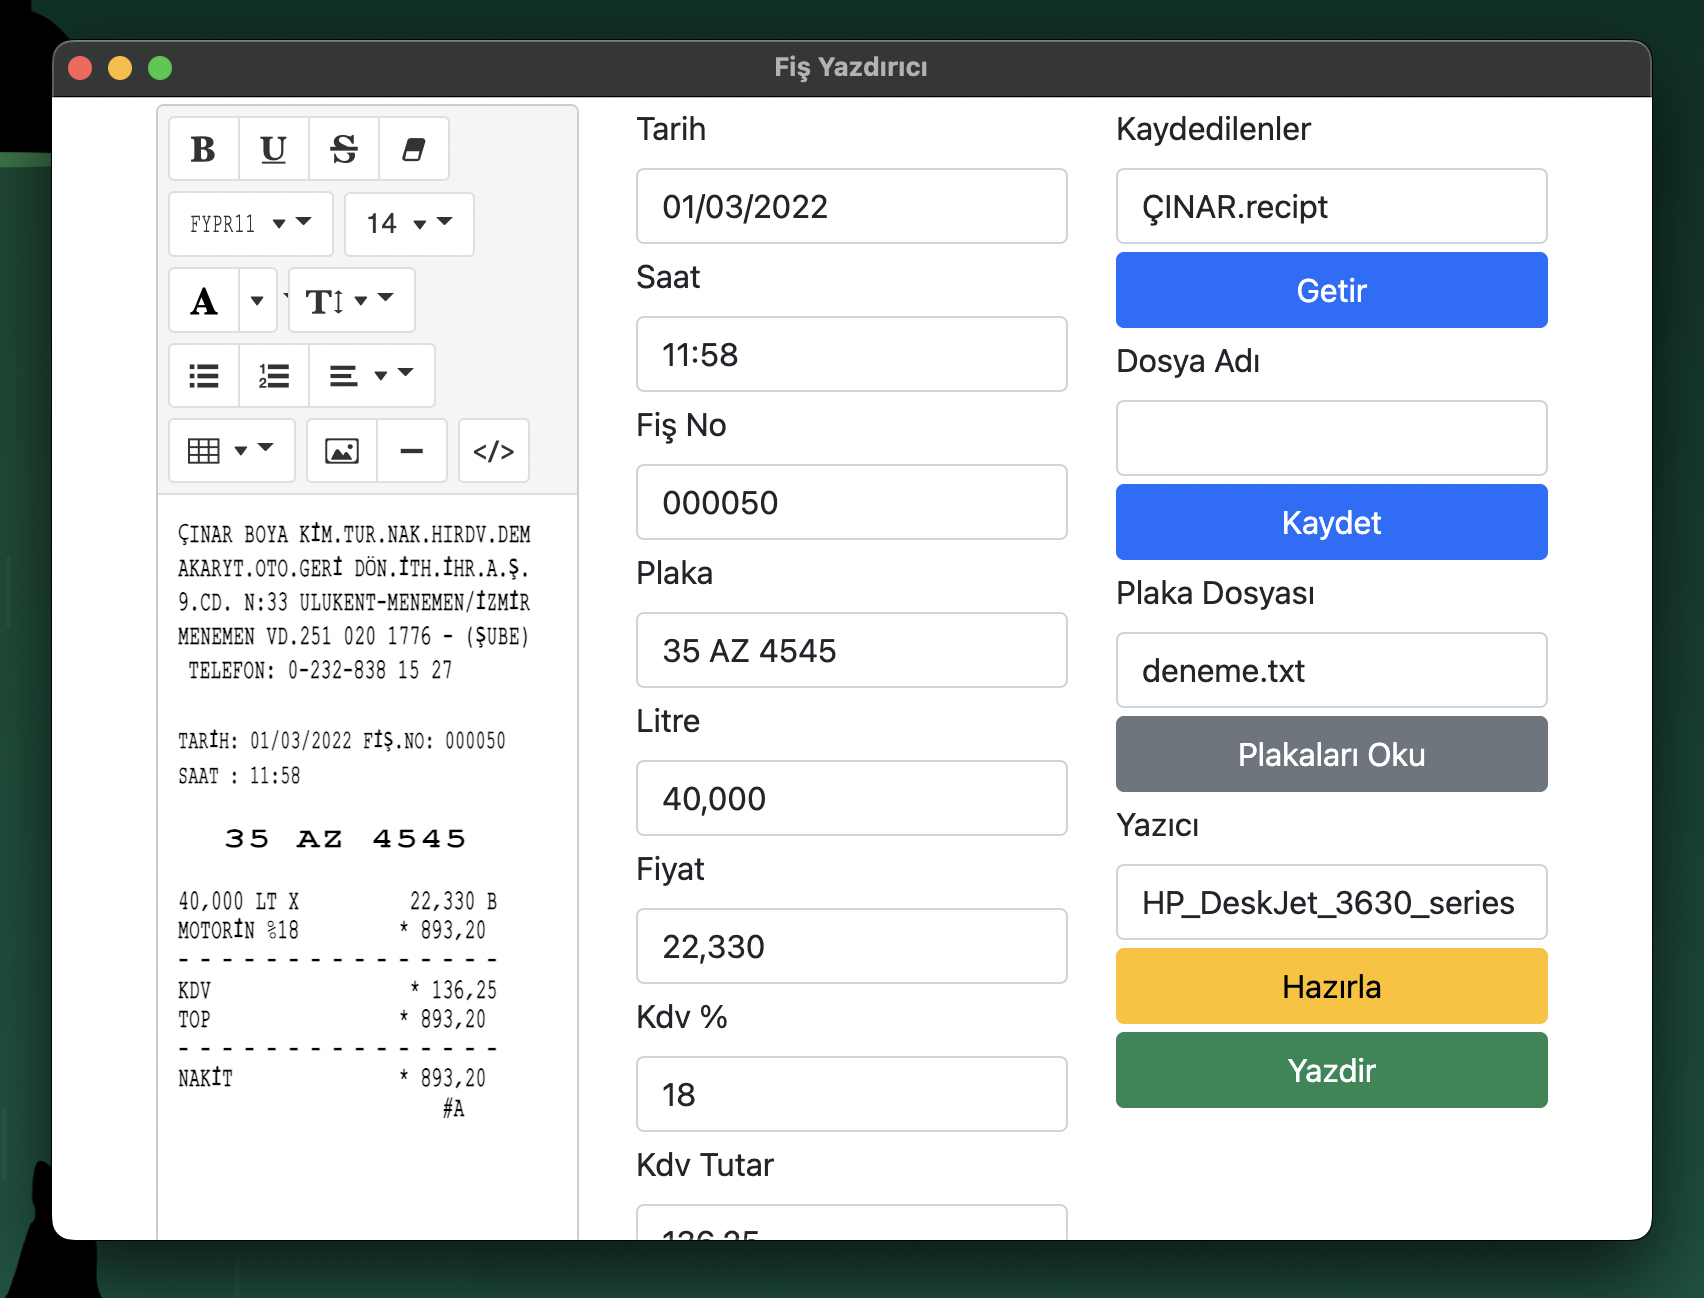 Fiş Yazdırıcı
B U S
FYPR11 14
A T
</>
ÇINAR BOYA KİM.TUR.NAK.HIRDV.DEM
AKARYT.OTO.GERİ DÖN.İTH.İHR.A.Ş.
9.CD. N:33 ULUKENT-MENEMEN/İZMİR
MENEMEN VD.251 020 1776 - (ŞUBE)
TELEFON: 0-232-838 15 27
TARİH: 01/03/2022 FİŞ.NO: 000050
SAAT : 11:58
35 AZ 4545
40,000 LT X 22,330 B
MOTORİN %18 * 893,20
- - - - - - - - - - - - - - -
KDV * 136,25
TOP * 893,20
- - - - - - - - - - - - - - -
NAKİT * 893,20
#A
Tarih
01/03/2022
Saat
11:58
Fiş No
000050
Plaka
35 AZ 4545
Litre
40,000
Fiyat
22,330
Kdv %
18
Kdv Tutar
136,25
Kaydedilenler
ÇINAR.recipt
Getir
Dosya Adı
Kaydet
Plaka Dosyası
deneme.txt
Plakaları Oku
Yazıcı
HP_DeskJet_3630_series
Hazırla
Yazdir